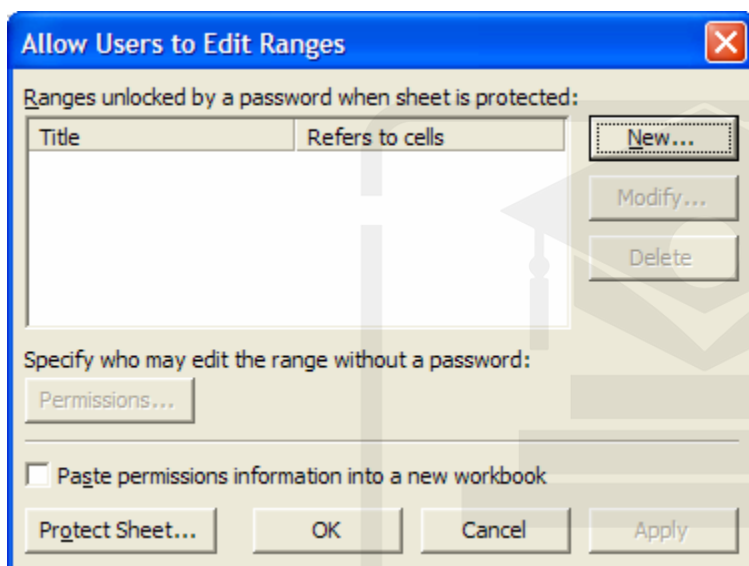 Allow Users to Edit Ranges
Ranges unlocked by a password when sheet is protected:
Title Refers to cells
New...
Modify...
Delete
Specify who may edit the range without a password:
Permissions...
Paste permissions information into a new workbook
Protect Sheet... OK Cancel Apply